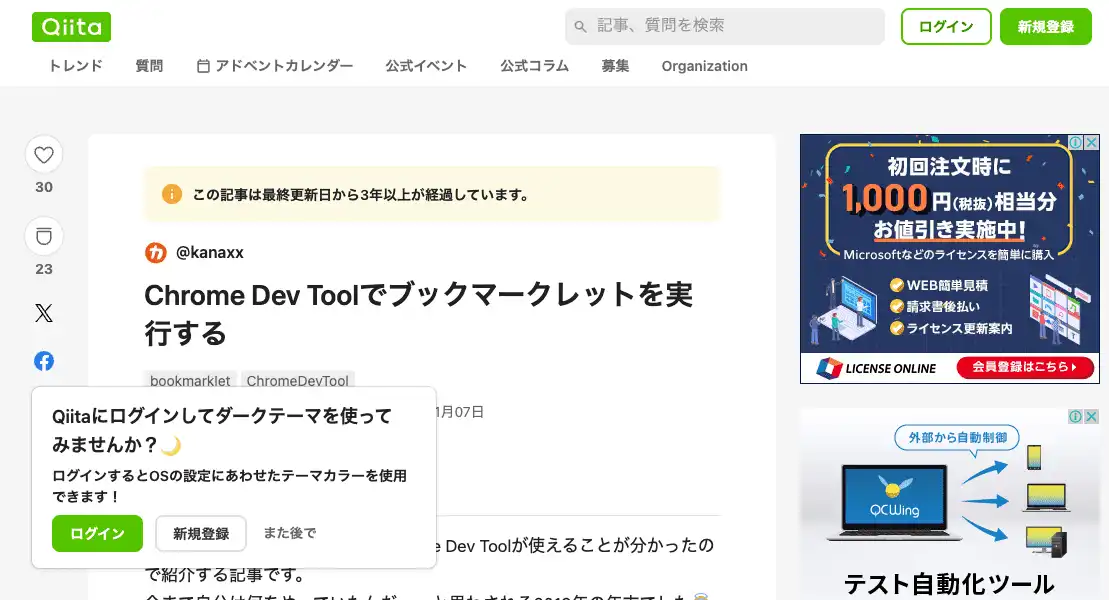 Qiita
記事、質問を検索
ログイン
新規登録
トレンド
質問
アドベントカレンダー
公式イベント
公式コラム
募集
Organization
30
23
この記事は最終更新日から3年以上が経過しています。
@kanaxx
Chrome Dev Toolでブックマークレットを実
行する
bookmarklet
ChromeDevTool
月07日
Qiitaにログインしてダークテーマを使って
みませんか？🌙
ログインするとOSの設定にあわせたテーマカラーを使用
できます！
ログイン
新規登録
また後で
e Dev Toolが使えることが分かったの
で紹介する記事です。
初回注文時に
1,000円(税抜)相当分
お値引き実施中!
Microsoftなどのライセンスを簡単に購入
WEB簡単見積
請求書後払い
ライセンス更新案内
LICENSE ONLINE
会員登録はこちら
外部から自動制御
QCWing
テスト自動化ツール